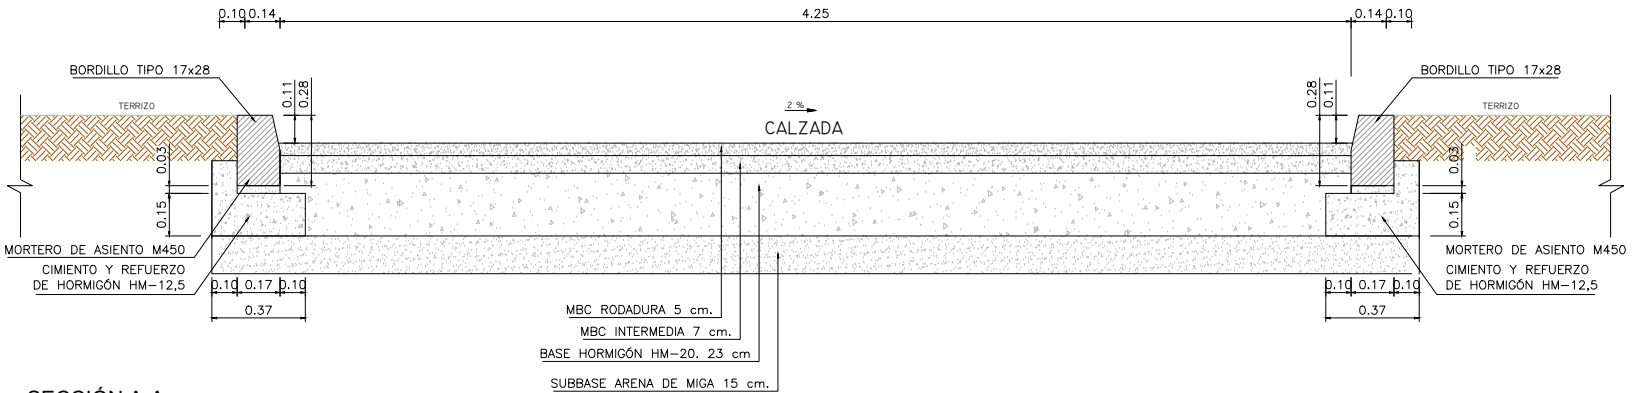 0.10 0.14 4.25 0.14 0.10
BORDILLO TIPO 17x28
BORDILLO TIPO 17x28
0.11
0.28
0.28
0.11
TERRIZO
TERRIZO
2 %
CALZADA
0.03
0.03
0.15
0.15
MORTERO DE ASIENTO M450
MORTERO DE ASIENTO M450
CIMIENTO Y REFUERZO
DE HORMIGÓN HM-12,5
CIMIENTO Y REFUERZO
DE HORMIGÓN HM-12,5
0.10 0.17 0.10
0.37
0.10 0.17 0.10
0.37
MBC RODADURA 5 cm.
MBC INTERMEDIA 7 cm.
BASE HORMIGÓN HM-20. 23 cm
SUBBASE ARENA DE MIGA 15 cm.
SECCIÓN A-A